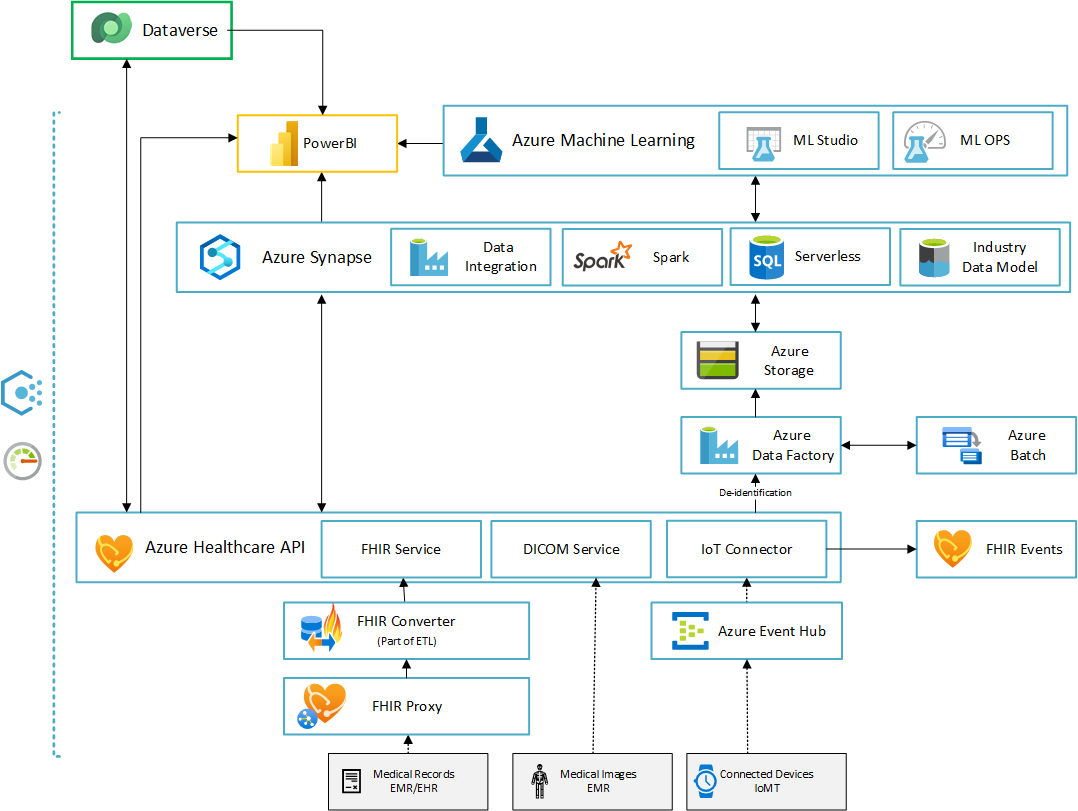 Dataverse
PowerBI
Azure Machine Learning
ML Studio
ML OPS
Azure Synapse
Data
Integration
Spark
Spark
SQL
Serverless
Industry
Data Model
Azure
Storage
Azure
Data Factory
Azure
Batch
De-identification
Azure Healthcare API
FHIR Service
DICOM Service
IoT Connector
FHIR Events
FHIR Converter
(Part of ETL)
Azure Event Hub
FHIR Proxy
Medical Records
EMR/EHR
Medical Images
EMR
Connected Devices
IoMT